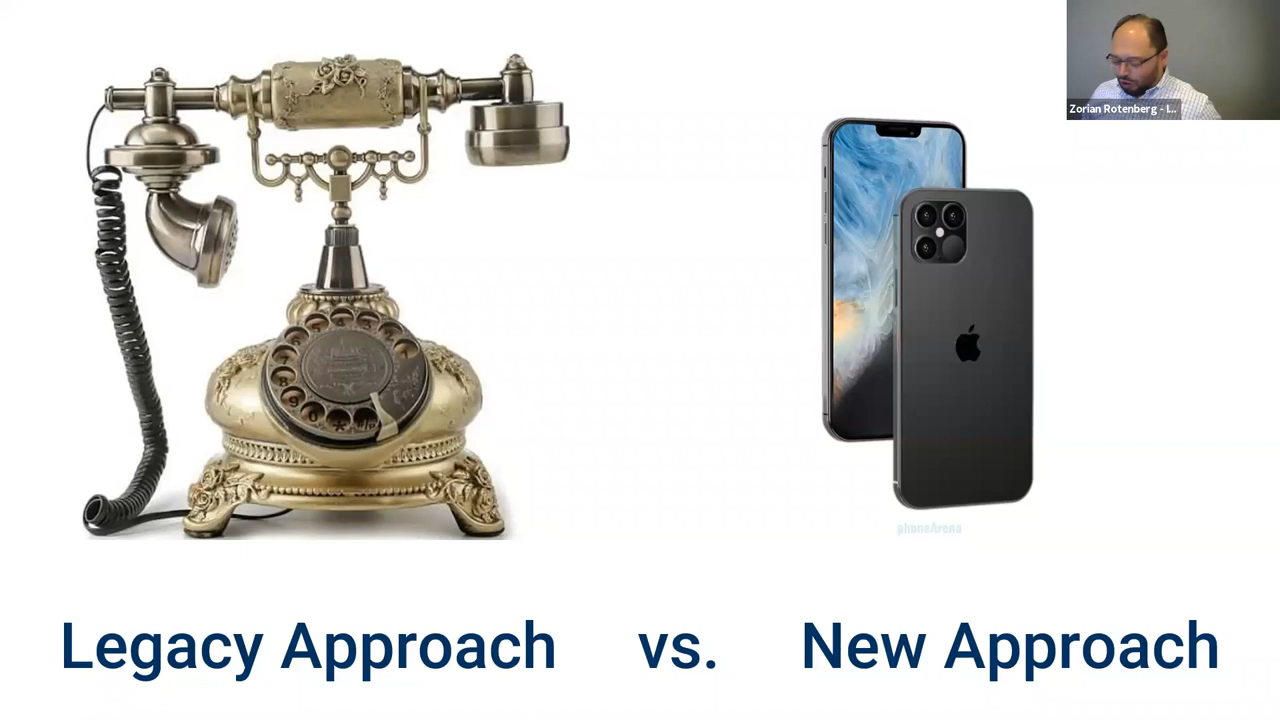 Zorian Rotenberg - I...
phoneArena
Legacy Approach vs. New Approach